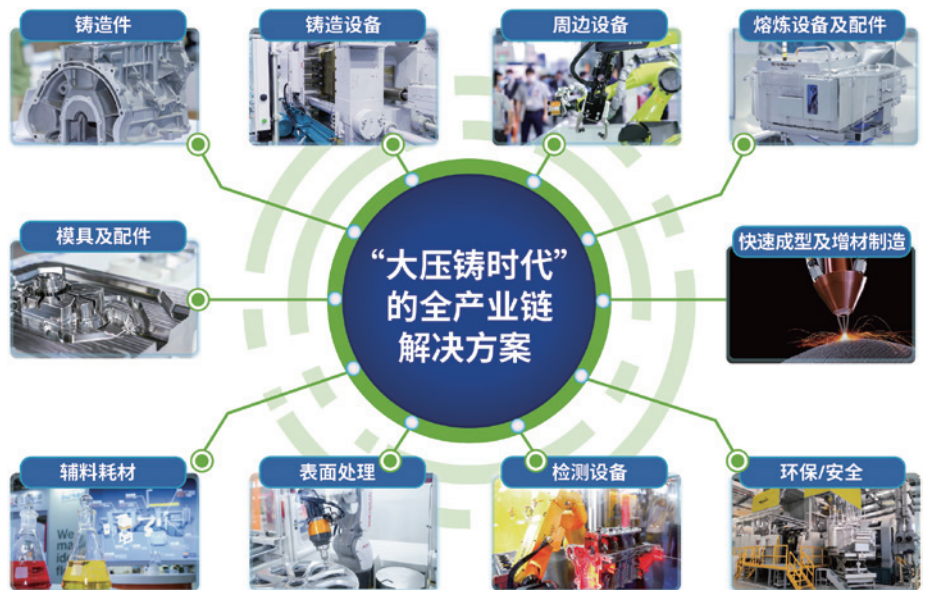 铸造件
铸造设备
周边设备
熔炼设备及配件
模具及配件
“大压铸时代”
的全产业链
解决方案
快速成型及增材制造
辅料耗材
表面处理
检测设备
环保/安全
We
ma
ide